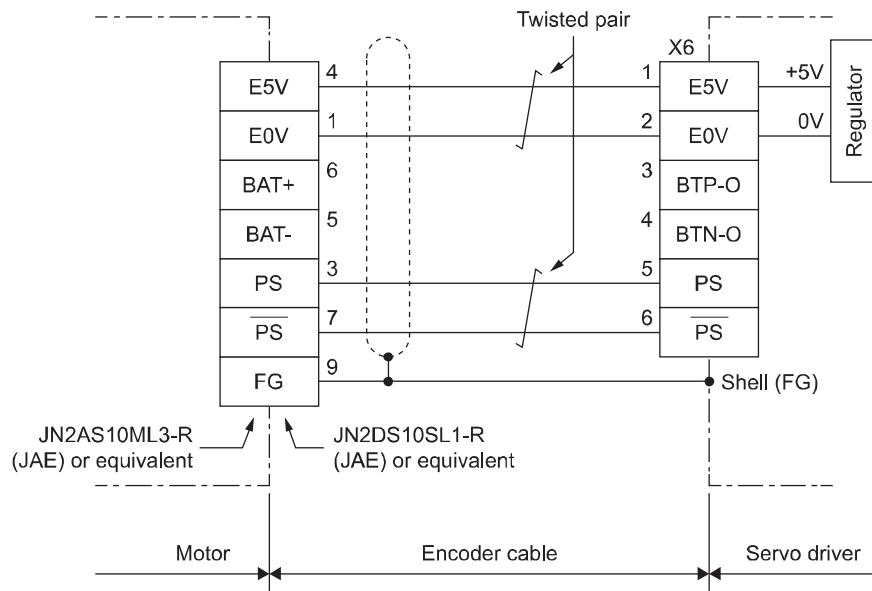 Twisted pair
X6
E5V 4 1 E5V +5V
E0V 1 2 E0V 0V
Regulator
BAT+ 6 3 BTP-O
BAT- 5 4 BTN-O
PS 3 5 PS
P̅S̅ 7 6 P̅S̅
FG 9 Shell (FG)
JN2AS10ML3-R
(JAE) or equivalent
JN2DS10SL1-R
(JAE) or equivalent
Motor Encoder cable Servo driver